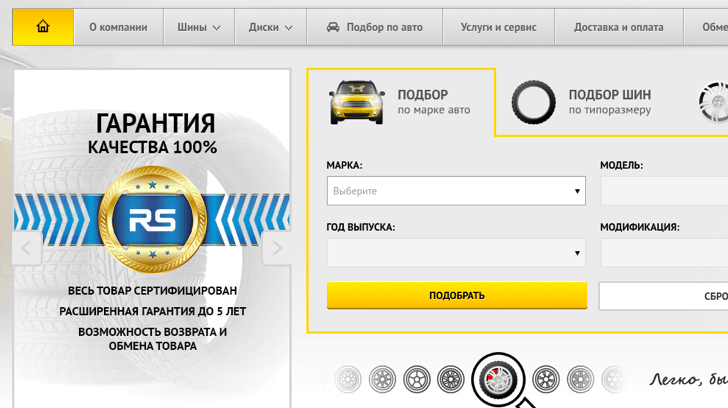 О компании
Шины
Диски
Подбор по авто
Услуги и сервис
Доставка и оплата
Обме
ГАРАНТИЯ
КАЧЕСТВА 100%
RS
ВЕСЬ ТОВАР СЕРТИФИЦИРОВАН
РАСШИРЕННАЯ ГАРАНТИЯ ДО 5 ЛЕТ
ВОЗМОЖНОСТЬ ВОЗВРАТА И
ОБМЕНА ТОВАРА
ПОДБОР
по марке авто
ПОДБОР ШИН
по типоразмеру
МАРКА:
Выберите
МОДЕЛЬ:
ГОД ВЫПУСКА:
МОДИФИКАЦИЯ:
ПОДОБРАТЬ
СБРО
Легко, бы